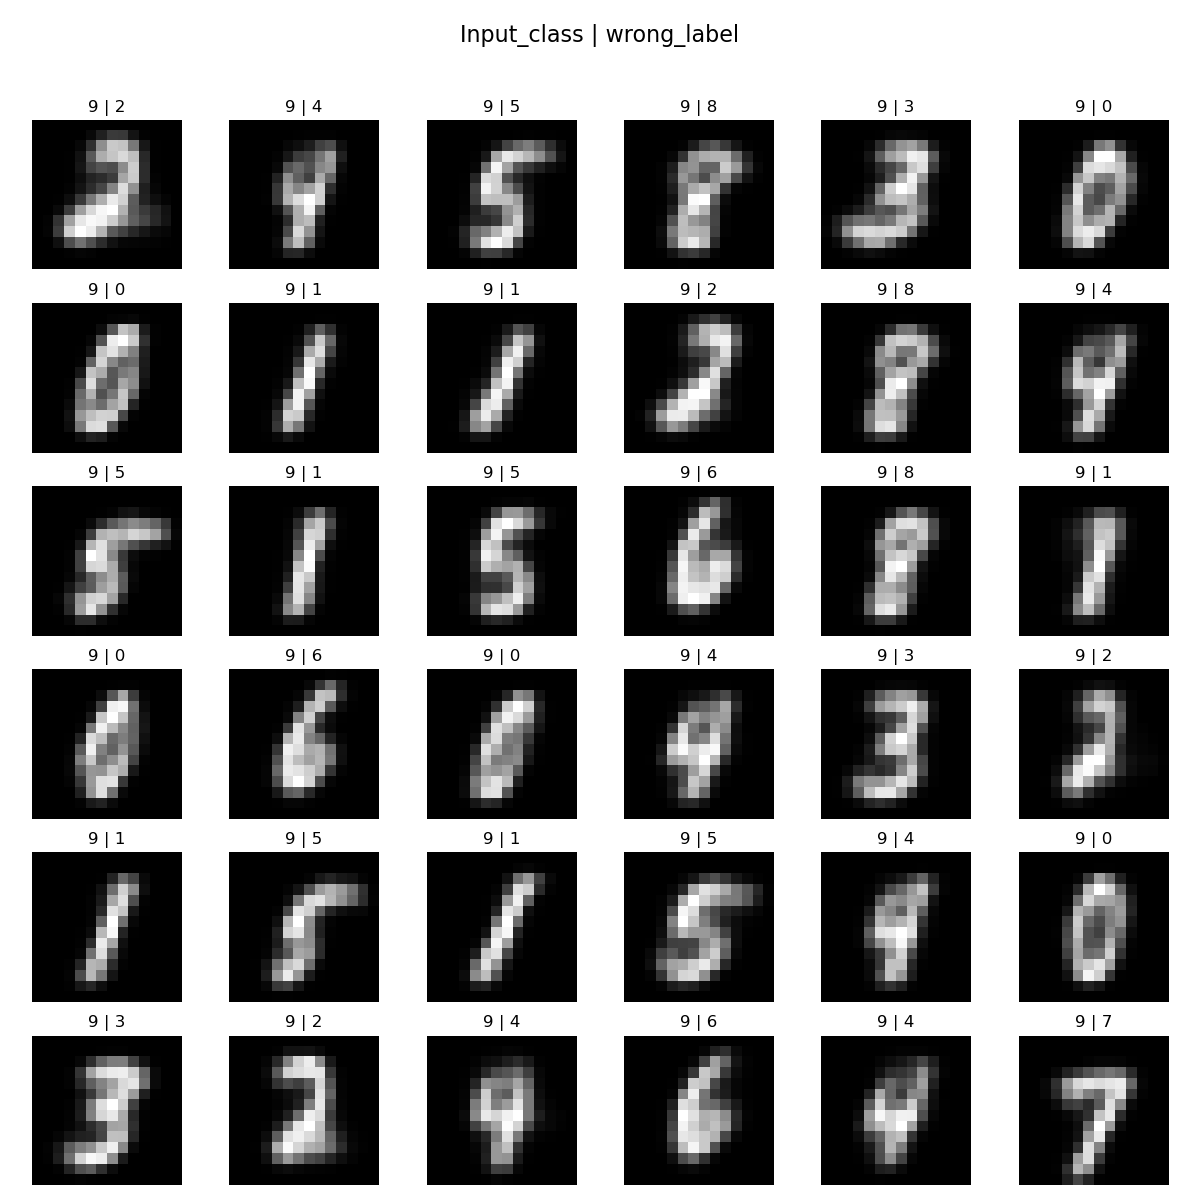 Input_class | wrong_label
9 | 2 9 | 4 9 | 5 9 | 8 9 | 3 9 | 0
9 | 0 9 | 1 9 | 1 9 | 2 9 | 8 9 | 4
9 | 5 9 | 1 9 | 5 9 | 6 9 | 8 9 | 1
9 | 0 9 | 6 9 | 0 9 | 4 9 | 3 9 | 2
9 | 1 9 | 5 9 | 1 9 | 5 9 | 4 9 | 0
9 | 3 9 | 2 9 | 4 9 | 6 9 | 4 9 | 7